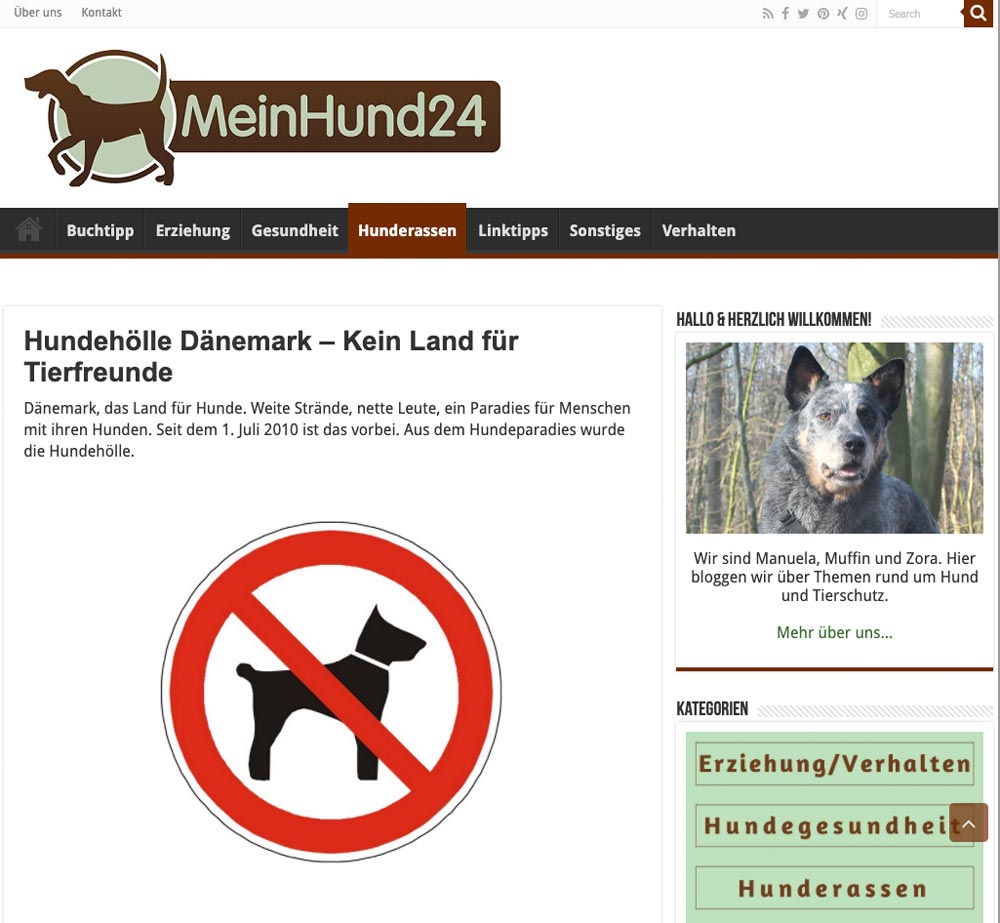 Über uns Kontakt Search
MeinHund24
Buchtipp Erziehung Gesundheit Hunderassen Linktipps Sonstiges Verhalten
Hundehölle Dänemark – Kein Land für
Tierfreunde
Dänemark, das Land für Hunde. Weite Strände, nette Leute, ein Paradies für Menschen
mit ihren Hunden. Seit dem 1. Juli 2010 ist das vorbei. Aus dem Hundeparadies wurde
die Hundehölle.
HALLO & HERZLICH WILLKOMMEN!
Wir sind Manuela, Muffin und Zora. Hier
bloggen wir über Themen rund um Hund
und Tierschutz.
Mehr über uns...
KATEGORIEN
Erziehung/Verhalten
Hundegesundheit
Hunderassen